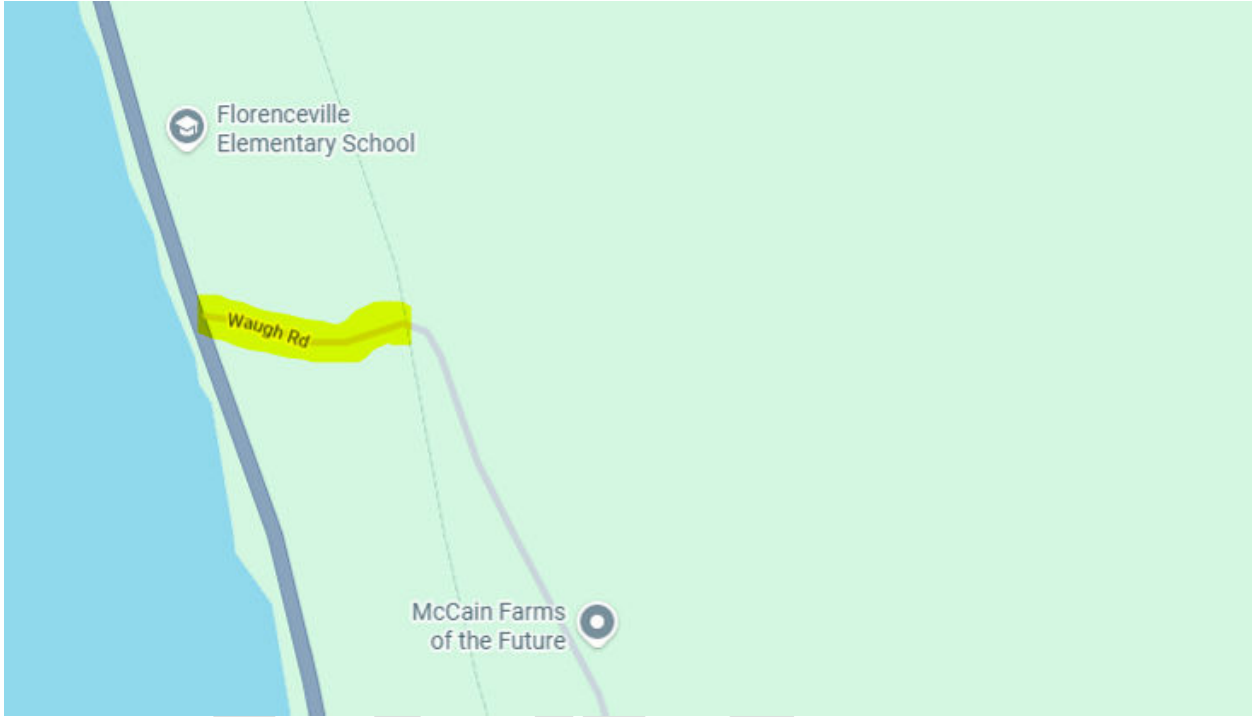 Florenceville
Elementary School
Waugh Rd
McCain Farms
of the Future